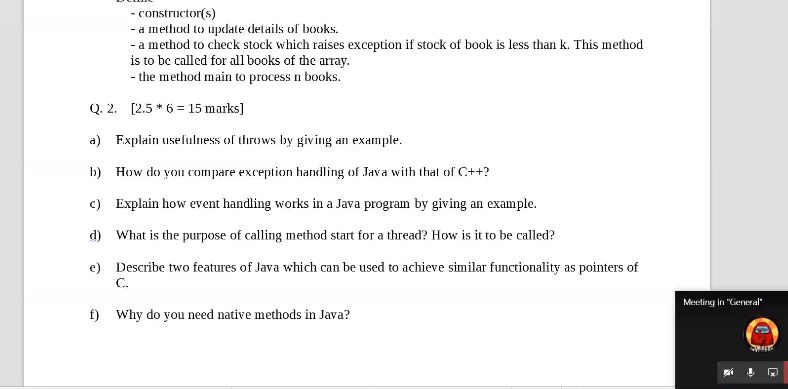 - constructor(s)
- a method to update details of books.
- a method to check stock which raises exception if stock of book is less than k. This method
is to be called for all books of the array.
- the method main to process n books.
Q. 2. [2.5 * 6 = 15 marks]
a) Explain usefulness of throws by giving an example.
b) How do you compare exception handling of Java with that of C++?
c) Explain how event handling works in a Java program by giving an example.
d) What is the purpose of calling method start for a thread? How is it to be called?
e) Describe two features of Java which can be used to achieve similar functionality as pointers of
C.
f) Why do you need native methods in Java?
Meeting in "General"